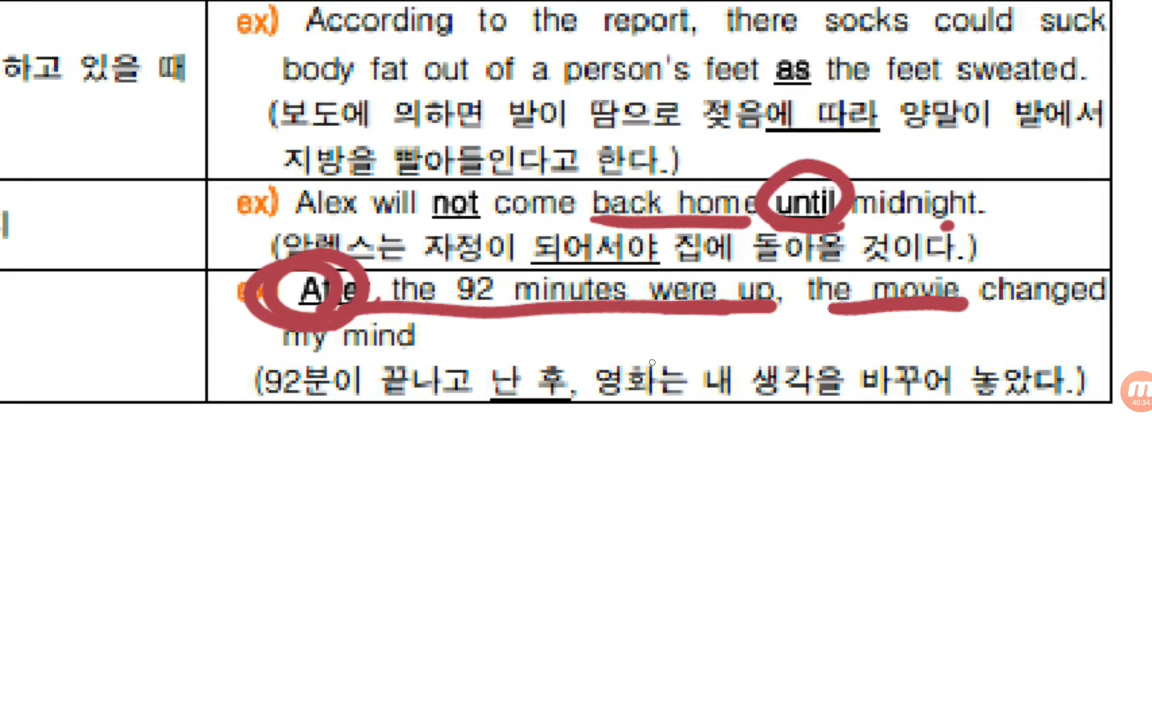 ex) According to the report, there socks could suck
하고 있을 때
body fat out of a person's feet as the feet sweated.
(보도에 의하면 발이 땀으로 젖음에 따라 양말이 발에서
지방을 빨아들인다고 한다.)
ex) Alex will not come back home until midnight.
(알렉스는 자정이 되어서야 집에 돌아올 것이다.)
After the 92 minutes were up, the movie changed
my mind
(92분이 끝나고 난 후, 영화는 내 생각을 바꾸어 놓았다.)
40:34